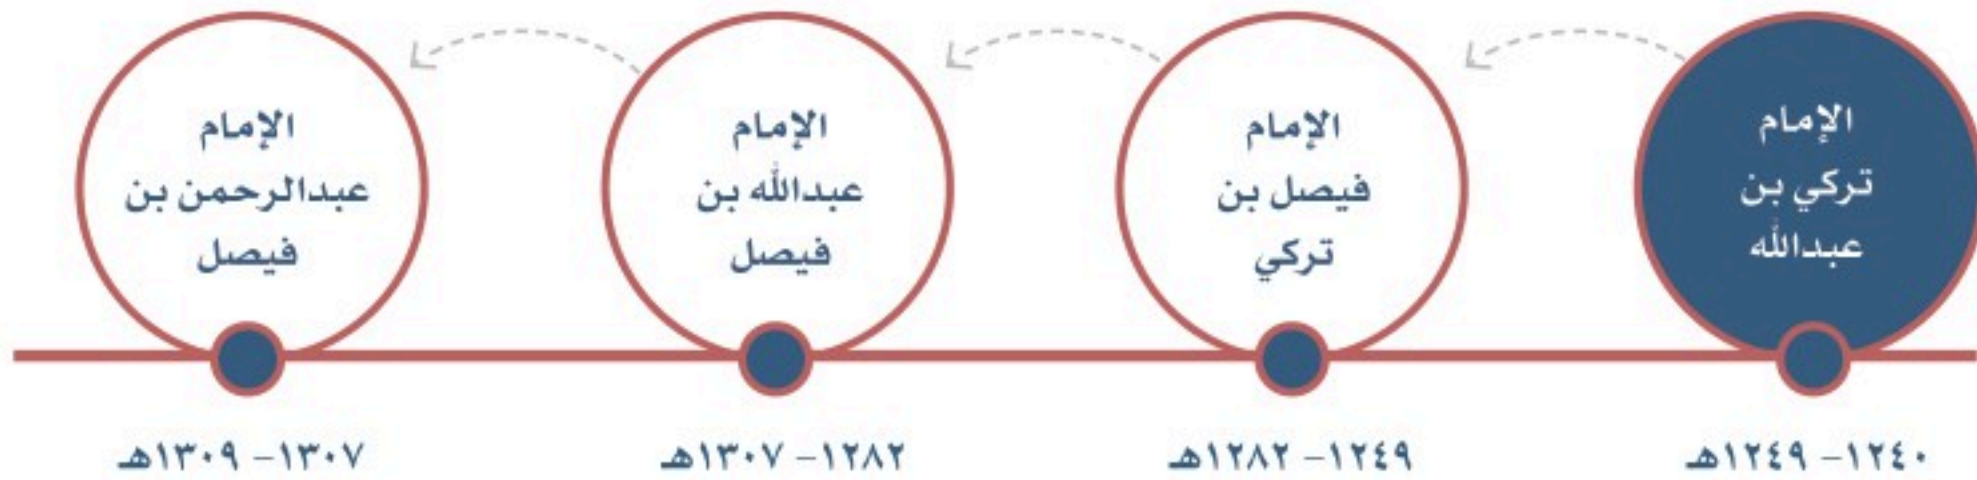 الإمام
تركي بن
عبدالله
١٢٤٠– ١٢٤٩هـ
الإمام
فيصل بن
تركي
١٢٤٩– ١٢٨٢هـ
الإمام
عبدالله بن
فيصل
١٢٨٢– ١٣٠٧هـ
الإمام
عبدالرحمن بن
فيصل
١٣٠٧– ١٣٠٩هـ